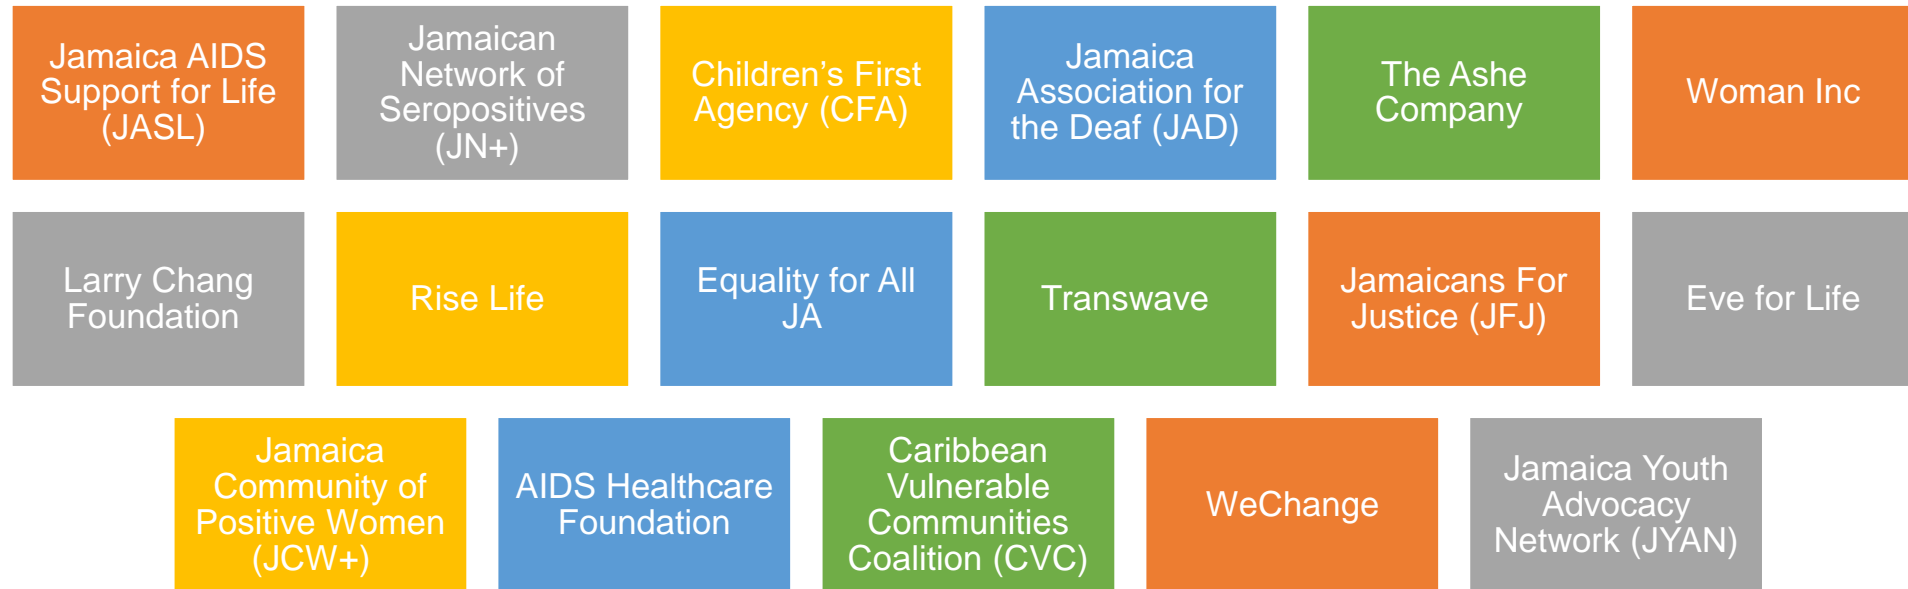 Jamaica AIDS
Support for Life
(JASL)
Jamaican
Network of
Seropositives
(JN+)
Children’s First
Agency (CFA)
Jamaica
Association for
the Deaf (JAD)
The Ashe
Company
Woman Inc
Larry Chang
Foundation
Rise Life
Equality for All
JA
Transwave
Jamaicans For
Justice (JFJ)
Eve for Life
Jamaica
Community of
Positive Women
(JCW+)
AIDS Healthcare
Foundation
Caribbean
Vulnerable
Communities
Coalition (CVC)
WeChange
Jamaica Youth
Advocacy
Network (JYAN)